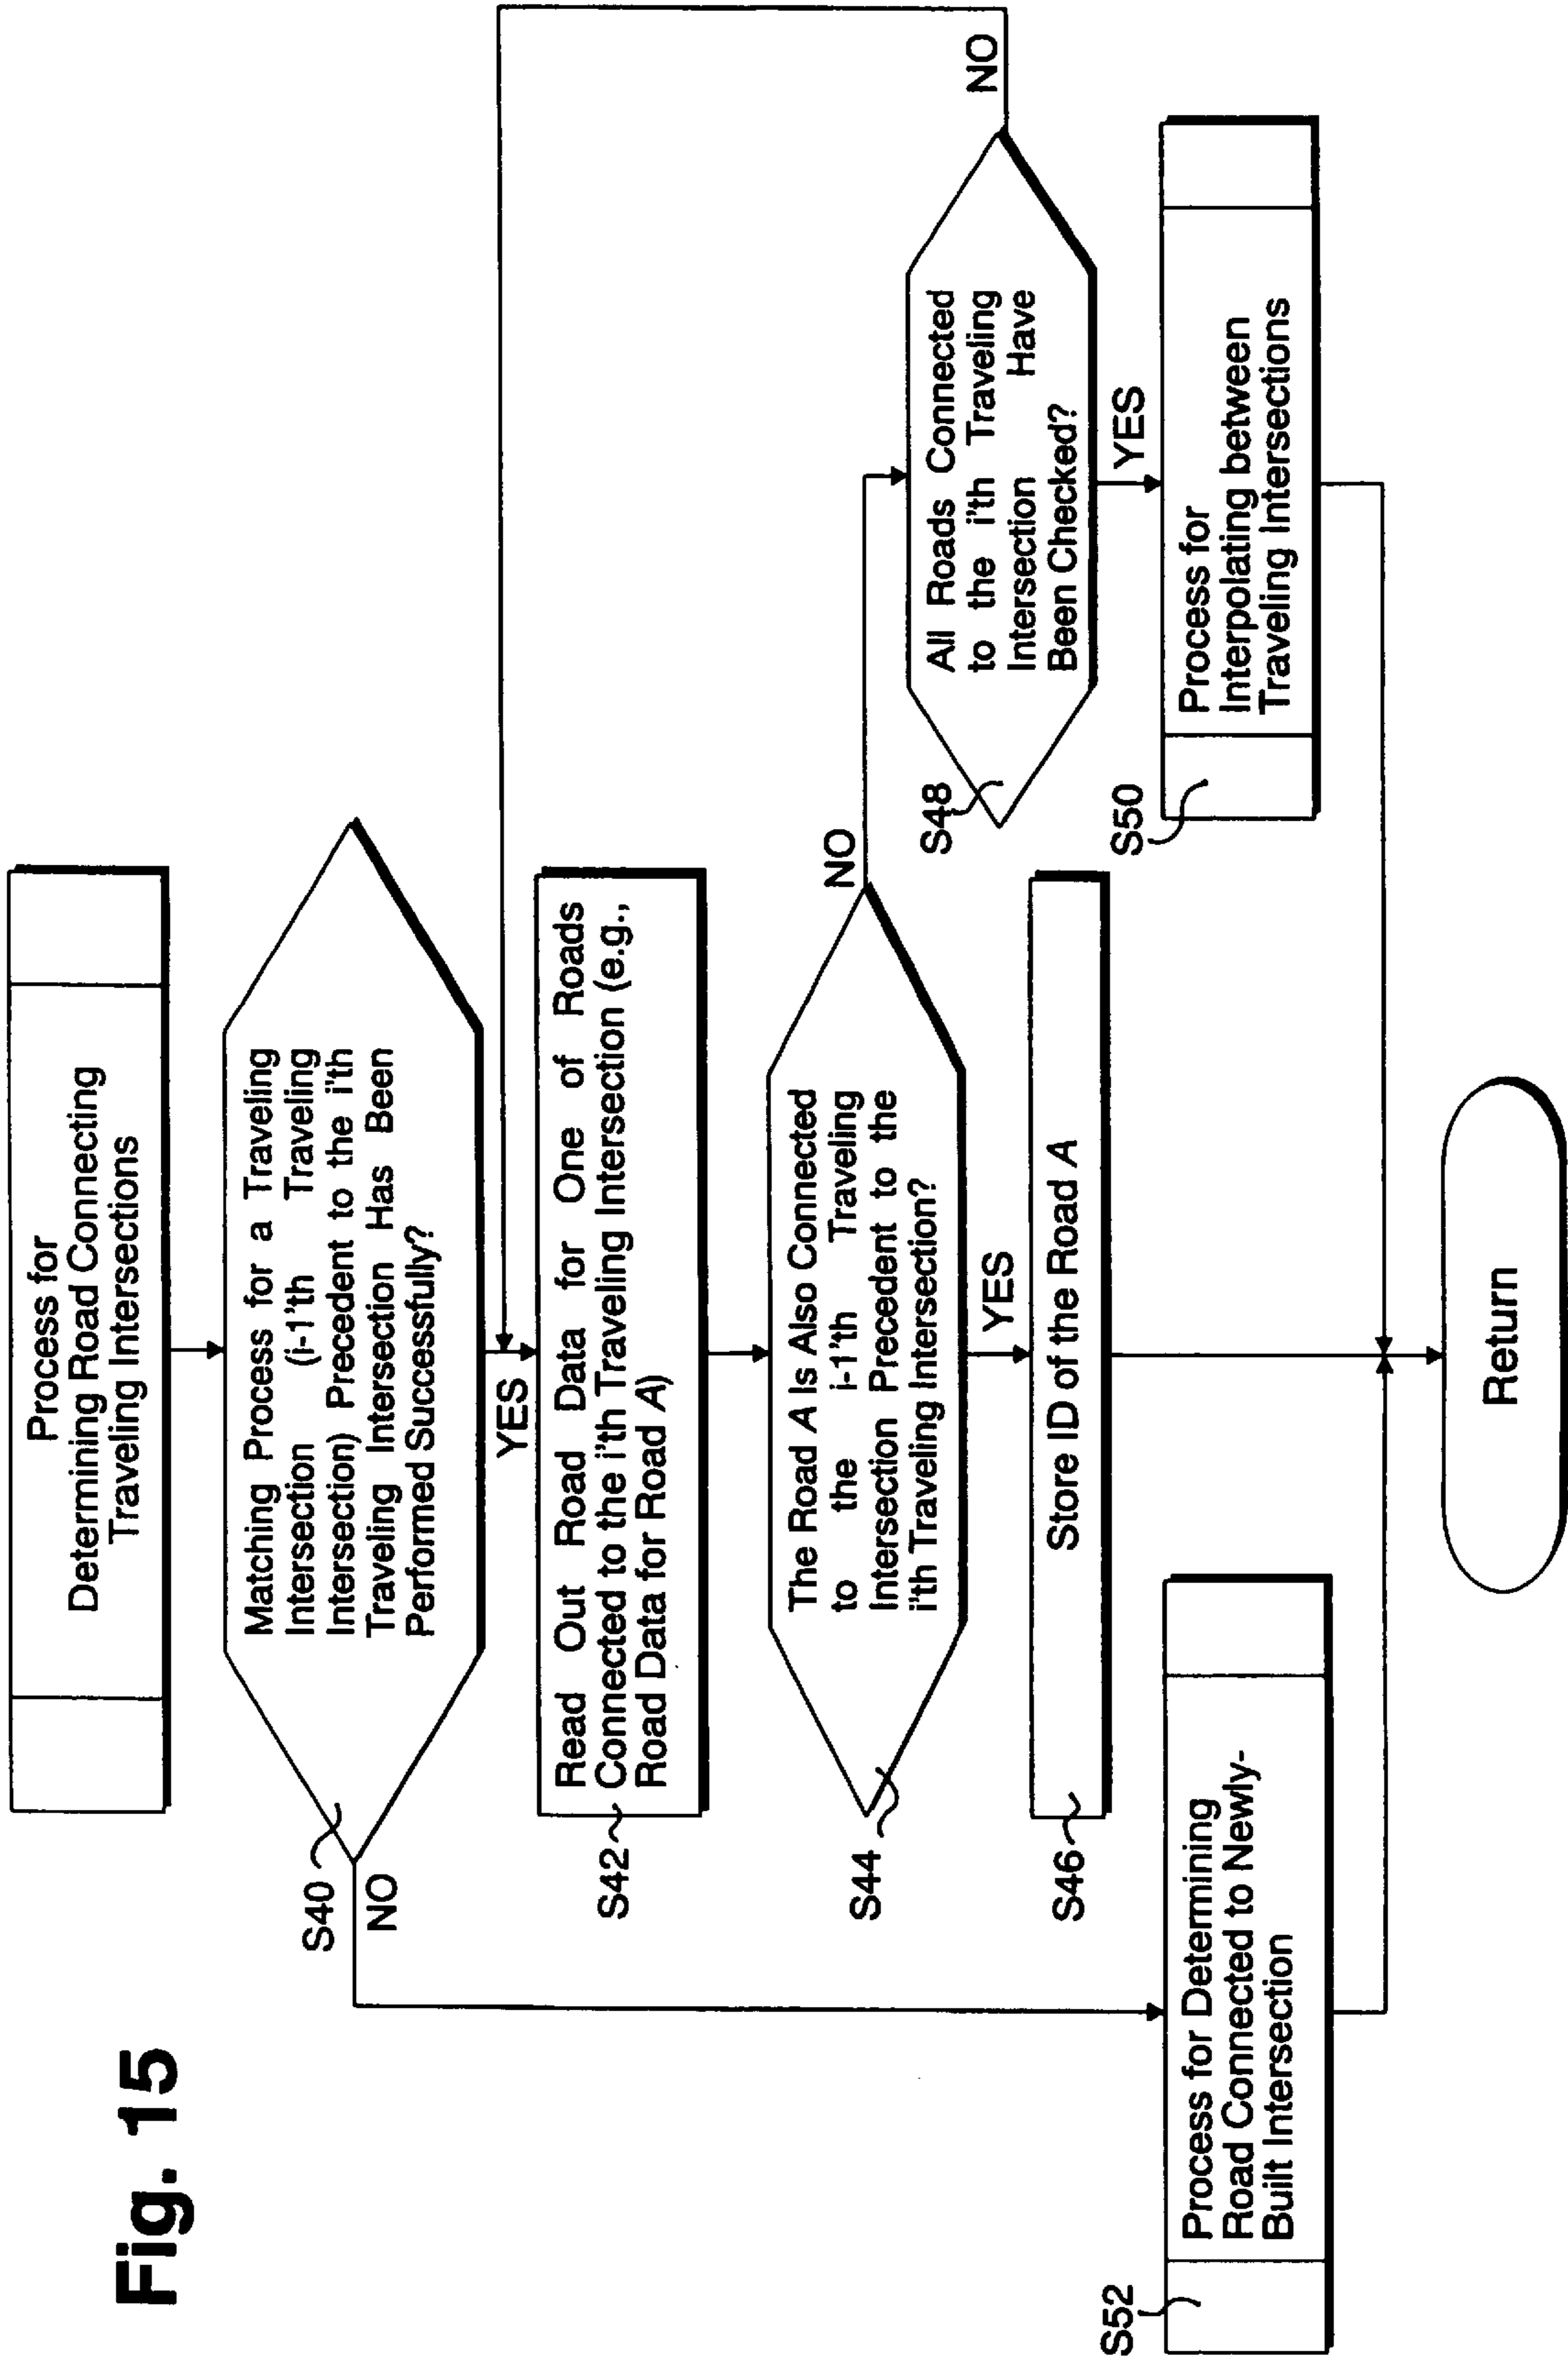 Fig. 15
Process for
Determining Road Connecting
Traveling Intersections
S40
Matching Process for a Traveling
Intersection (i-1'th Traveling
Intersection) Precedent to the i'th
Traveling Intersection Has Been
Performed Successfully?
NO
YES
S42
Read Out Road Data for One of Roads
Connected to the i'th Traveling Intersection (e.g.,
Road Data for Road A)
S44
The Road A Is Also Connected
to the i-1'th Traveling
Intersection Precedent to the
i'th Traveling Intersection?
NO
YES
S46
Store ID of the Road A
S48
All Roads Connected
to the i'th Traveling
Intersection Have
Been Checked?
NO
YES
S50
Process for
Interpolating between
Traveling Intersections
S52
Process for Determining
Road Connected to Newly-
Built Intersection
Return